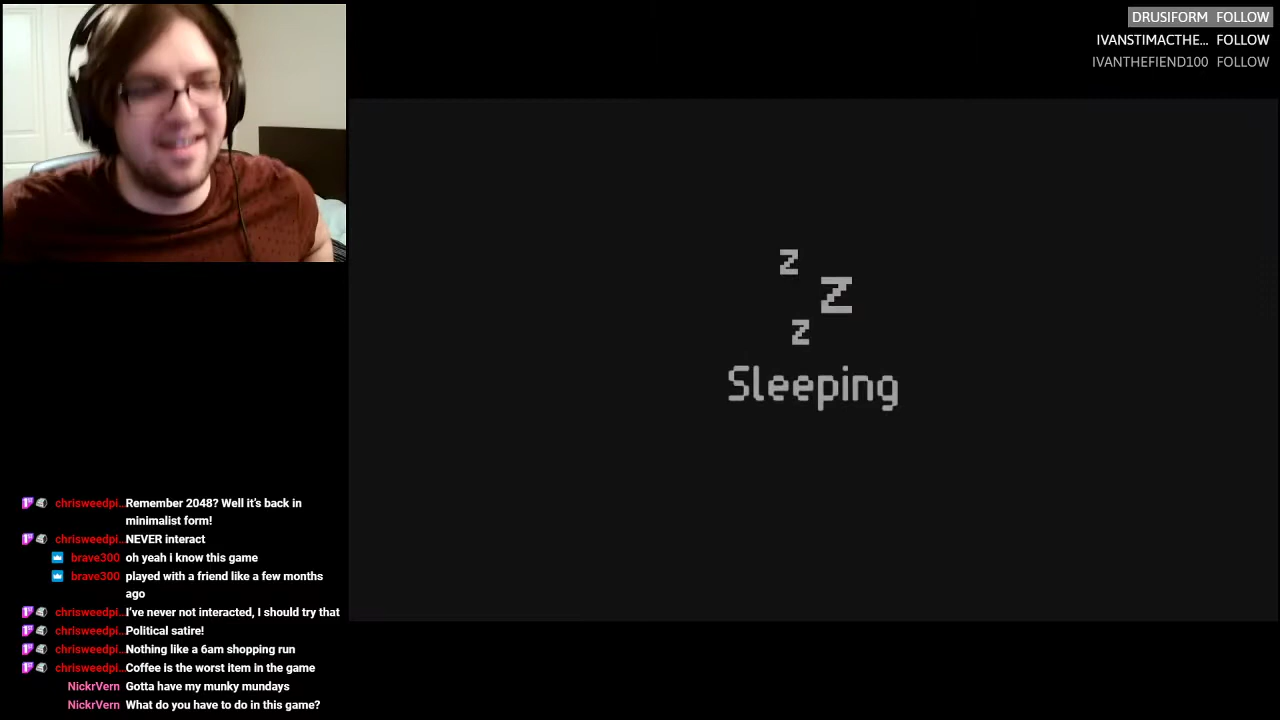 DRUSIFORM FOLLOW
IVANSTIMACTHE... FOLLOW
IVANTHEFIEND100 FOLLOW
z
Z
z
Sleeping
chrisweedpi... Remember 2048? Well it's back in
minimalist form!
chrisweedpi... NEVER interact
brave300 oh yeah i know this game
brave300 played with a friend like a few months
ago
chrisweedpi... I've never not interacted, I should try that
chrisweedpi... Political satire!
chrisweedpi... Nothing like a 6am shopping run
chrisweedpi... Coffee is the worst item in the game
NickrVern Gotta have my munky mundays
NickrVern What do you have to do in this game?